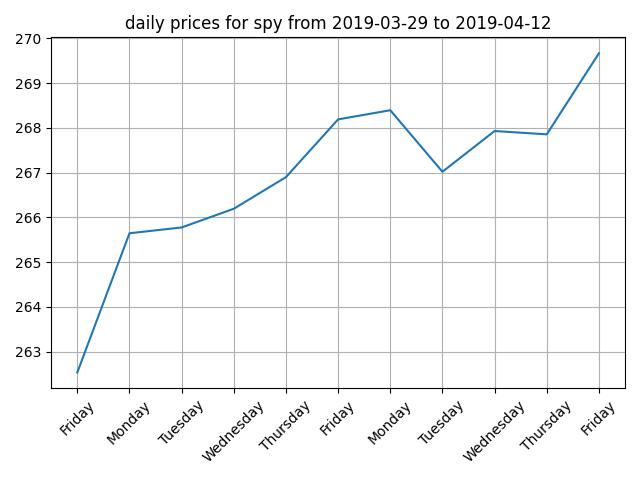 daily prices for spy from 2019-03-29 to 2019-04-12
270
269
268
267
266
265
264
263
Friday
Monday
Tuesday
Wednesday
Thursday
Friday
Monday
Tuesday
Wednesday
Thursday
Friday